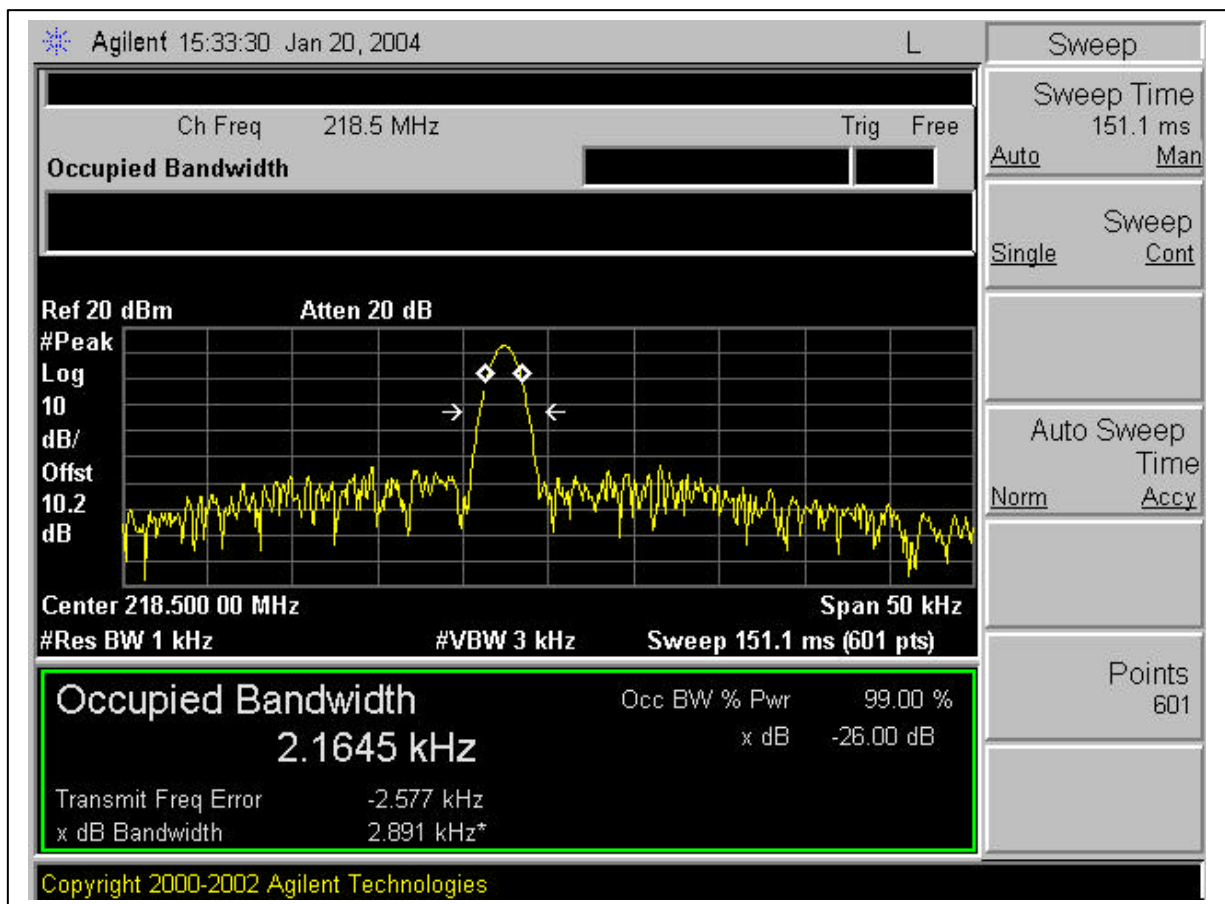 Agilent 15:33:30 Jan 20, 2004 L
Sweep
Ch Freq 218.5 MHz Trig Free
Occupied Bandwidth
Ref 20 dBm Atten 20 dB
#Peak
Log
10
dB/
Offst
10.2
dB
Center 218.500 00 MHz Span 50 kHz
#Res BW 1 kHz #VBW 3 kHz Sweep 151.1 ms (601 pts)
Occupied Bandwidth
2.1645 kHz
Occ BW % Pwr 99.00 %
x dB -26.00 dB
Transmit Freq Error -2.577 kHz
x dB Bandwidth 2.891 kHz*
Copyright 2000-2002 Agilent Technologies
Sweep Time
151.1 ms
Auto Man
Sweep
Single Cont
Auto Sweep
Time
Norm Accy
Points
601